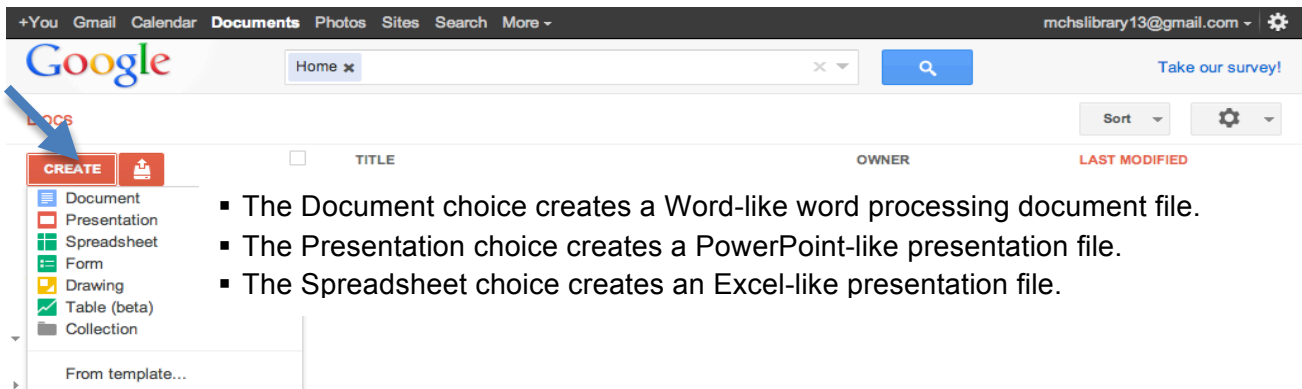 +You Gmail Calendar Documents Photos Sites Search More
mchslibrary13@gmail.com
Google
Home ×
Take our survey!
DOCS
Sort
CREATE
TITLE
OWNER
LAST MODIFIED
Document
Presentation
Spreadsheet
Form
Drawing
Table (beta)
Collection
From template...
▪ The Document choice creates a Word-like word processing document file.
▪ The Presentation choice creates a PowerPoint-like presentation file.
▪ The Spreadsheet choice creates an Excel-like presentation file.